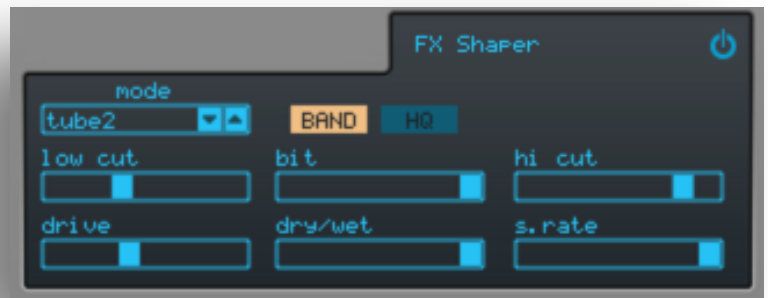 FX Shaper
mode
tube2
BAND HQ
low cut bit hi cut
drive dry/wet s.rate